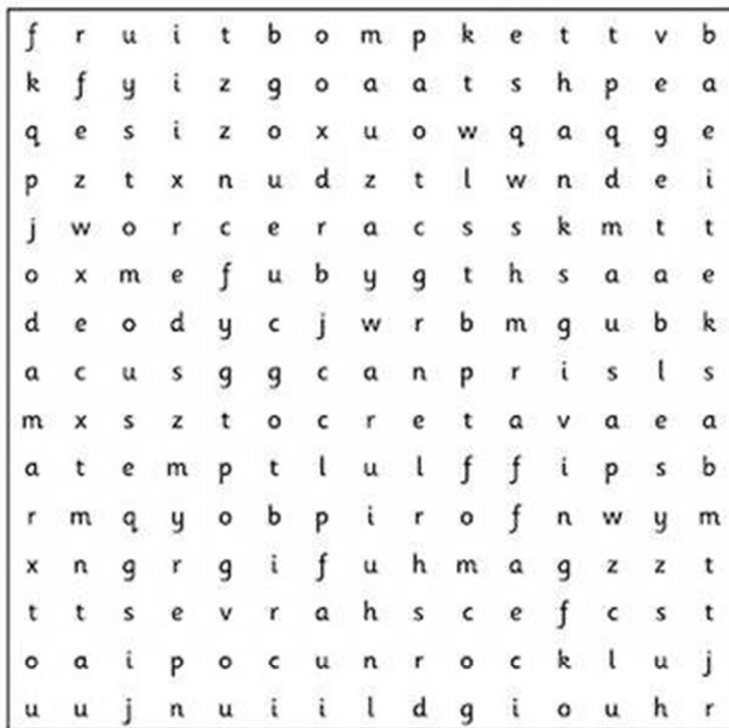 f r u i t b o m p k e t t v b
k f y i z g o a a t s h p e a
q e s i z o x u o w q a q g e
p z t x n u d z t l w n d e i
j w o r c e r a c s s k m t t
o x m e f u b y g t h s a a e
d e o d y c j w r b m g u b k
a c u s g g c a n p r i s l s
m x s z t o c r e t a v a e a
a t e m p t l u l f f i p s b
r m q y o b p i r o f n w y m
x n g r g i f u h m a g z z t
t t s e v r a h s c e f c s t
o a i p o c u n r o c k l u j
u u j n u i i l d g i o u h r